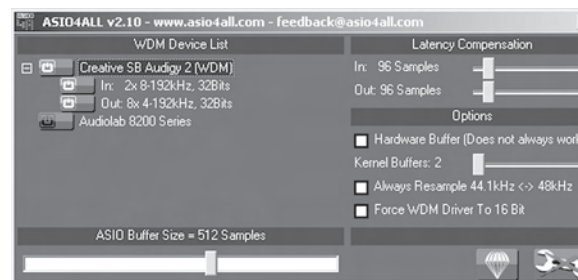 ASIO4ALL v2.10 - www.asio4all.com - feedback@asio4all.com
WDM Device List
Creative SB Audigy 2 (WDM)
In: 2x 8-192kHz, 32Bits
Out: 8x 4-192kHz, 32Bits
Audiolab 8200 Series
ASIO Buffer Size = 512 Samples
Latency Compensation
In: 96 Samples
Out: 96 Samples
Options
Hardware Buffer (Does not always work
Kernel Buffers: 2
Always Resample 44.1kHz <-> 48kHz
Force WDM Driver To 16 Bit